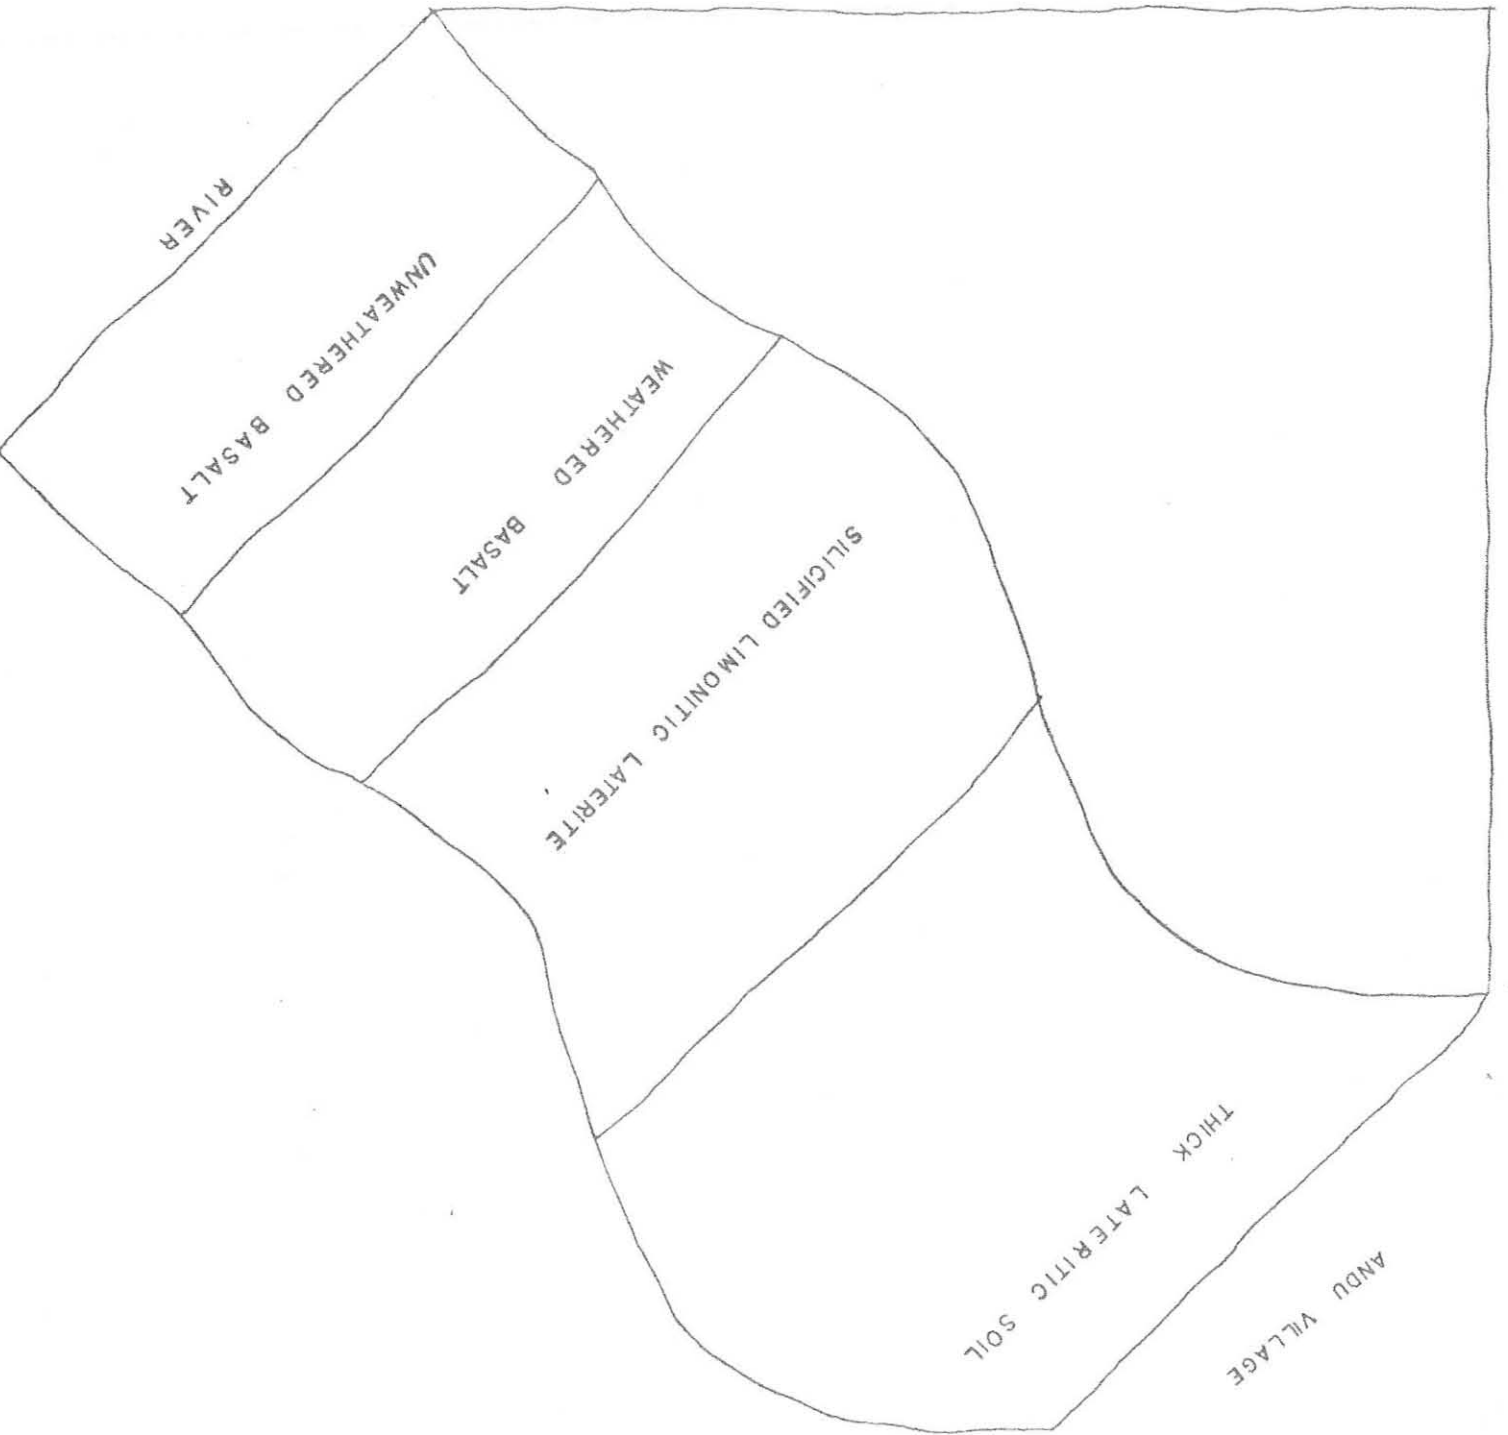 RIVER
UNWEATHERED BASALT
WEATHERED BASALT
SILICIFIED LIMONITIC LATERITE
THICK LATERITIC SOIL
ANDU VILLAGE